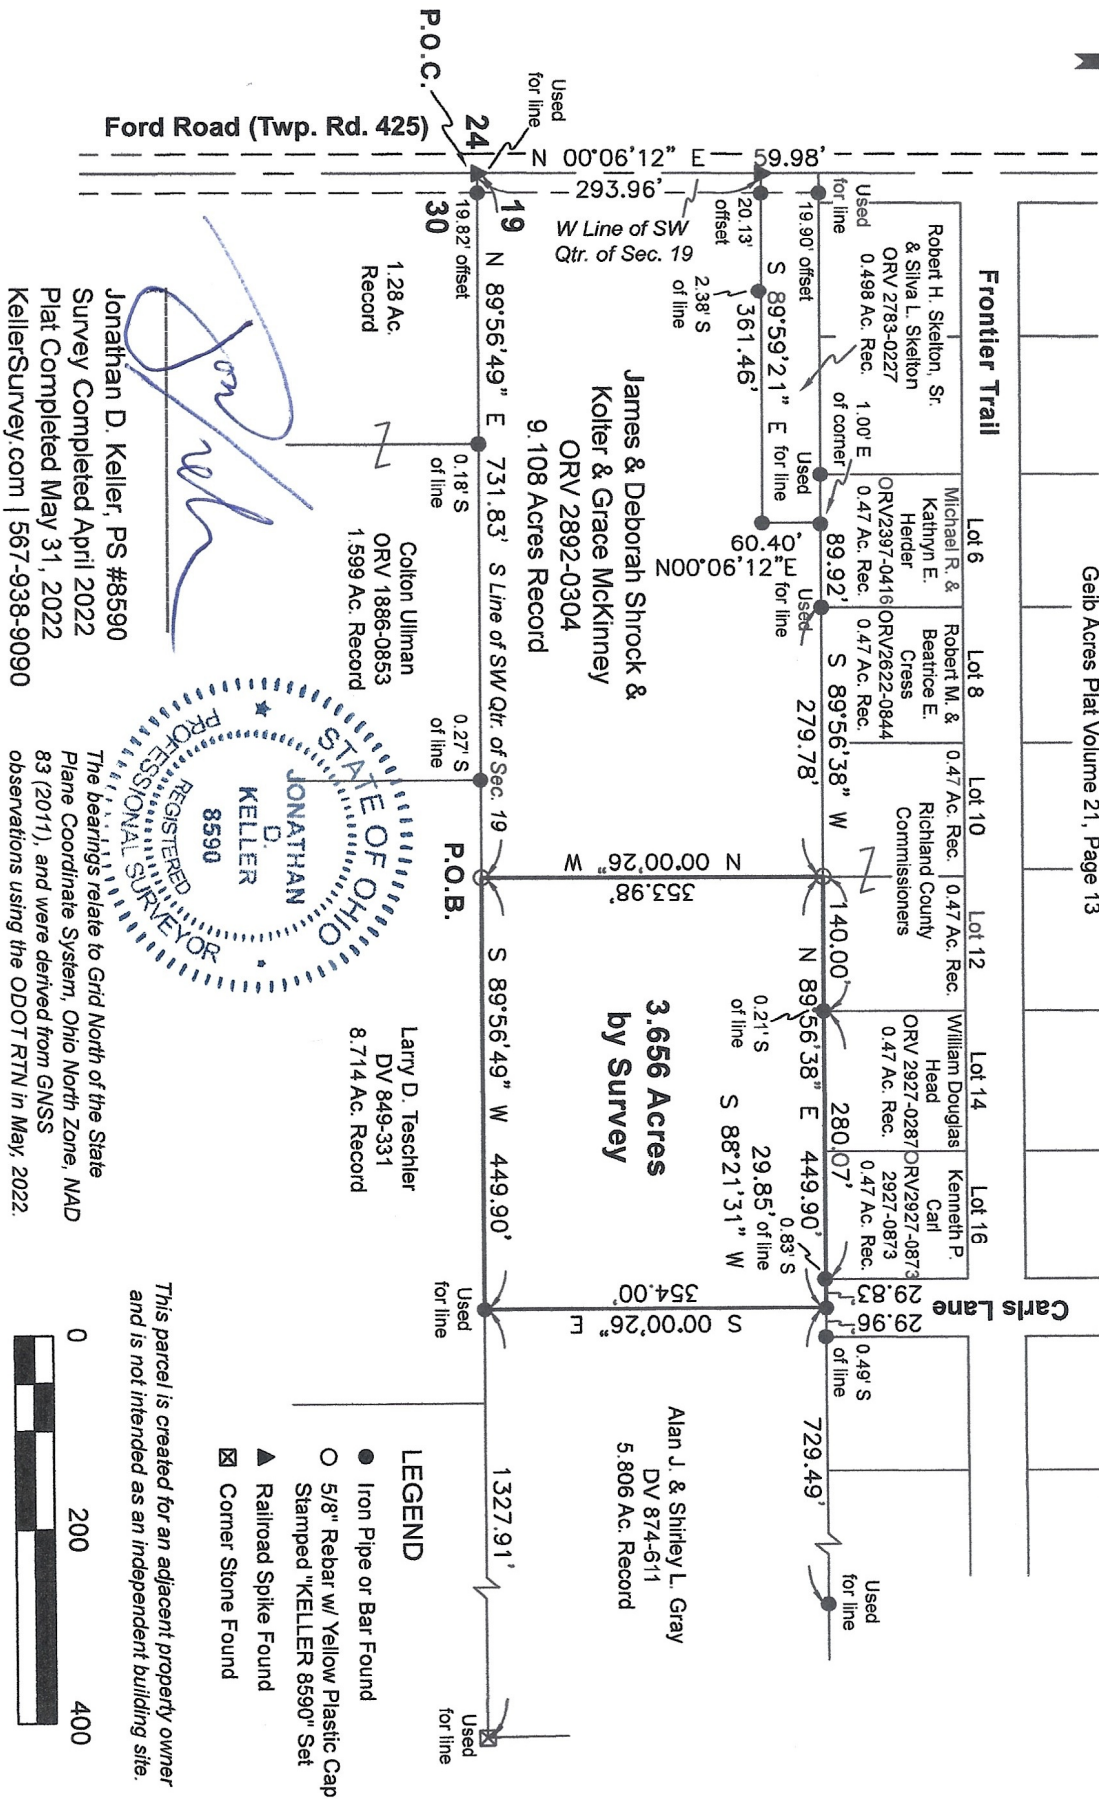 Geib Acres Plat Volume 21, Page 13
Frontier Trail
Carls Lane
Lot 6
Lot 8
Lot 10
Lot 12
Lot 14
Lot 16
Robert H. Skelton, Sr.
& Silva L. Skelton
ORV 2783-0227
0.498 Ac. Rec.
Michael R. &
Kathryn E.
Herder
ORV2397-0416
0.47 Ac. Rec.
Robert M. &
Beatrice E.
Cress
ORV2622-0844
0.47 Ac. Rec.
0.47 Ac. Rec.
0.47 Ac. Rec.
Richland County
Commissioners
William Douglas
Head
ORV 2927-0287
0.47 Ac. Rec.
Kenneth P.
Carl
ORV2927-0873
2927-0873
0.47 Ac. Rec.
29.83'
29.96'
Used
for line
19.90' offset
1.00' E
of corner
Used
for line
89.92'
Used
for line
S 89°56'38" W
279.78'
140.00'
N 89°56'38" E 449.90'
280.07'
0.21' S
of line
0.83' S
of line
29.85'
S 88°21'31" W
0.49' S
of line
729.49'
Used
for line
59.98'
N 00°06'12" E
293.96'
20.13'
offset
S 89°59'21" E
361.46'
2.38' S
of line
N00°06'12"E
60.40'
W Line of SW
Qtr. of Sec. 19
James & Deborah Shrock &
Kolter & Grace McKinney
ORV 2892-0304
9.108 Acres Record
N 00°00'26" W
353.98'
3.656 Acres
by Survey
354.00'
S 00°00'26" E
Alan J. & Shirley L. Gray
DV 874-611
5.806 Ac. Record
Ford Road (Twp. Rd. 425)
P.O.C.
Used
for line
24
19
30
19.82' offset
N 89°56'49" E 731.83' S Line of SW Qtr. of Sec. 19
0.18' S
of line
0.27' S
of line
P.O.B.
S 89°56'49" W 449.90'
Used
for line
1327.91'
Used
for line
1.28 Ac.
Record
Colton Ullman
ORV 1886-0853
1.599 Ac. Record
Larry D. Teschler
DV 849-331
8.714 Ac. Record
LEGEND
Iron Pipe or Bar Found
5/8" Rebar w/ Yellow Plastic Cap
Stamped "KELLER 8590" Set
Railroad Spike Found
Corner Stone Found
STATE OF OHIO
JONATHAN
D.
KELLER
8590
REGISTERED
PROFESSIONAL SURVEYOR
Jonathan D. Keller, PS #8590
Survey Completed April 2022
Plat Completed May 31, 2022
KellerSurvey.com | 567-938-9090
The bearings relate to Grid North of the State
Plane Coordinate System, Ohio North Zone, NAD
83 (2011), and were derived from GNSS
observations using the ODOT RTN in May, 2022.
This parcel is created for an adjacent property owner
and is not intended as an independent building site.
0 200 400